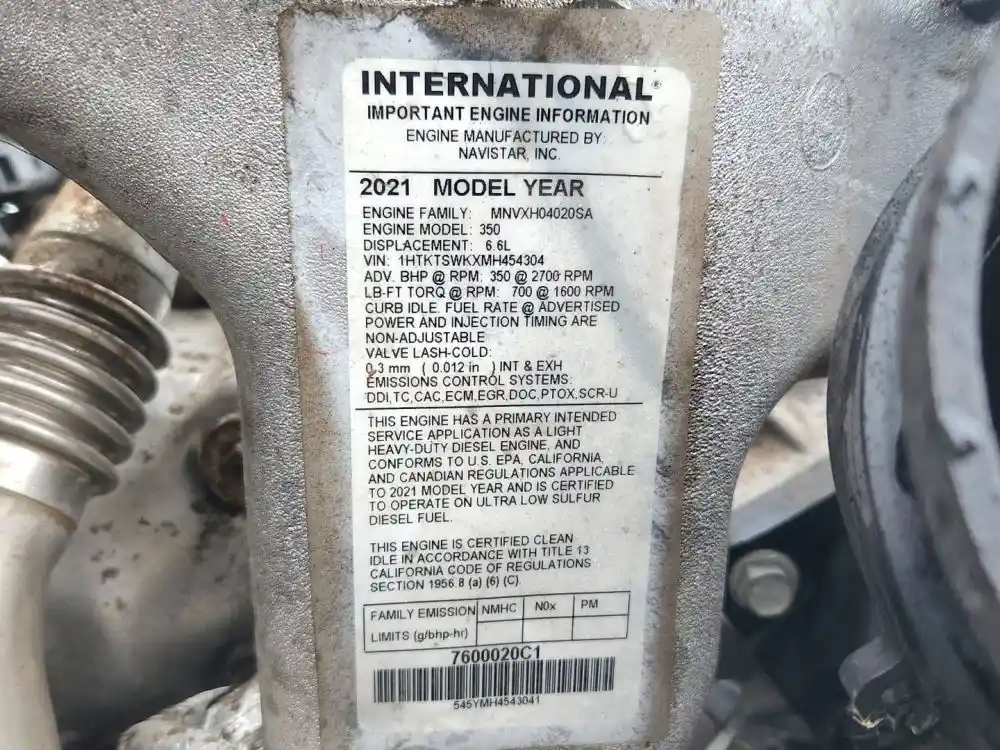 INTERNATIONAL®
IMPORTANT ENGINE INFORMATION
ENGINE MANUFACTURED BY:
NAVISTAR, INC.
2021 MODEL YEAR
ENGINE FAMILY: MNVXH04020SA
ENGINE MODEL: 350
DISPLACEMENT: 6.6L
VIN: 1HTKTSWKXMH454304
ADV. BHP @ RPM: 350 @ 2700 RPM
LB-FT TORQ @ RPM: 700 @ 1600 RPM
CURB IDLE. FUEL RATE @ ADVERTISED
POWER AND INJECTION TIMING ARE
NON-ADJUSTABLE
VALVE LASH-COLD:
0.3 mm ( 0.012 in ) INT & EXH
EMISSIONS CONTROL SYSTEMS:
DDI,TC,CAC,ECM,EGR,DOC,PTOX,SCR-U
THIS ENGINE HAS A PRIMARY INTENDED
SERVICE APPLICATION AS A LIGHT
HEAVY-DUTY DIESEL ENGINE, AND
CONFORMS TO U.S. EPA, CALIFORNIA,
AND CANADIAN REGULATIONS APPLICABLE
TO 2021 MODEL YEAR AND IS CERTIFIED
TO OPERATE ON ULTRA LOW SULFUR
DIESEL FUEL.
THIS ENGINE IS CERTIFIED CLEAN
IDLE IN ACCORDANCE WITH TITLE 13
CALIFORNIA CODE OF REGULATIONS
SECTION 1956.8 (a) (6) (C).
FAMILY EMISSION NMHC N0x PM
LIMITS (g/bhp-hr)
7600020C1
545YMH4543041